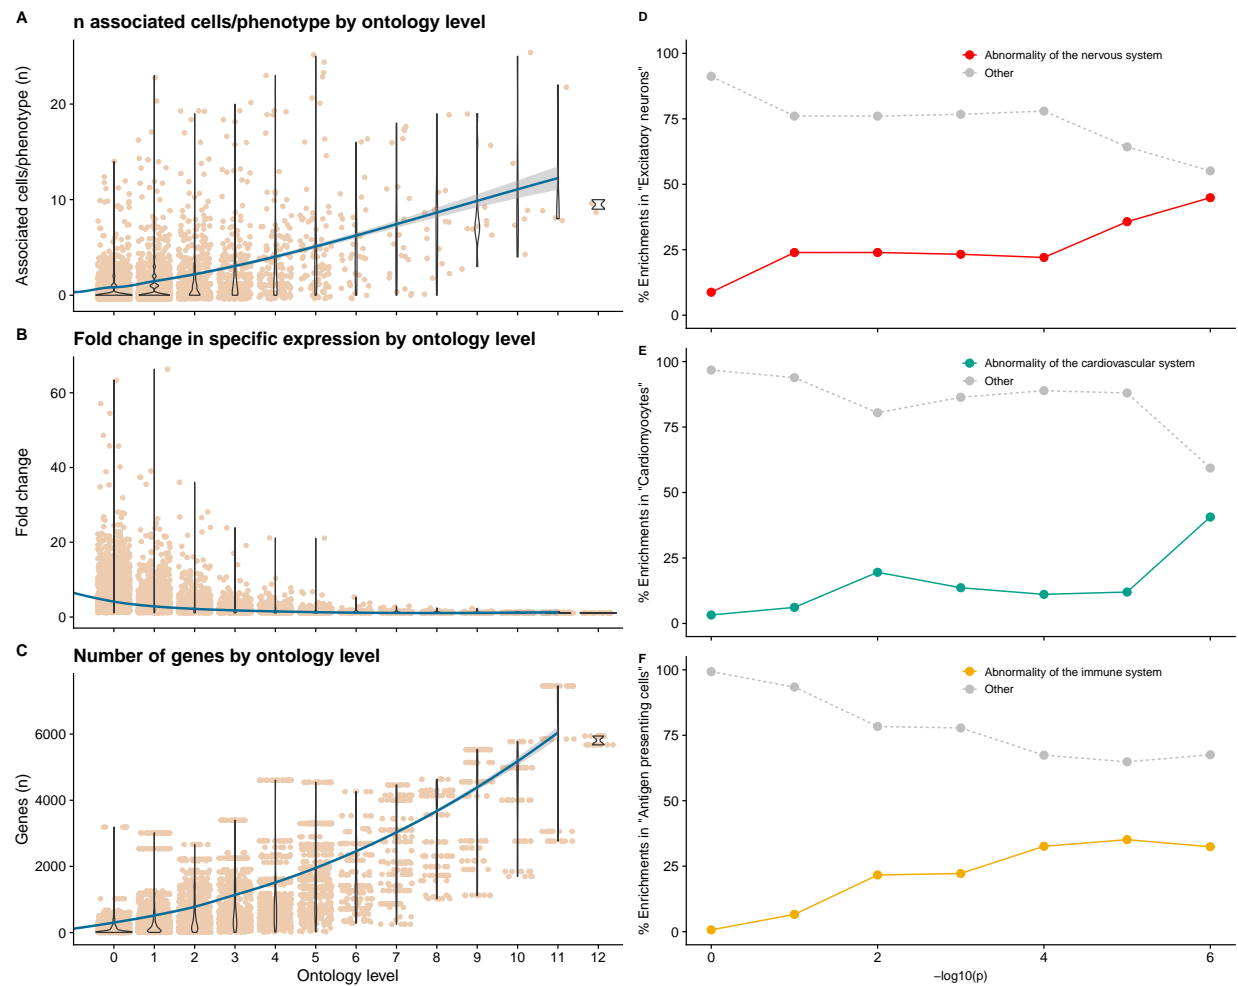 A
n associated cells/phenotype by ontology level
Associated cells/phenotype (n)
20
10
0
B
Fold change in specific expression by ontology level
Fold change
60
40
20
0
C
Number of genes by ontology level
Genes (n)
6000
4000
2000
0
0 1 2 3 4 5 6 7 8 9 10 11 12
Ontology level
D
% Enrichments in "Excitatory neurons"
100
75
50
25
0
Abnormality of the nervous system
Other
E
% Enrichments in "Cardiomyocytes"
100
75
50
25
0
Abnormality of the cardiovascular system
Other
F
% Enrichments in "Antigen presenting cells"
100
75
50
25
0
Abnormality of the immune system
Other
0 2 4 6
−log10(p)